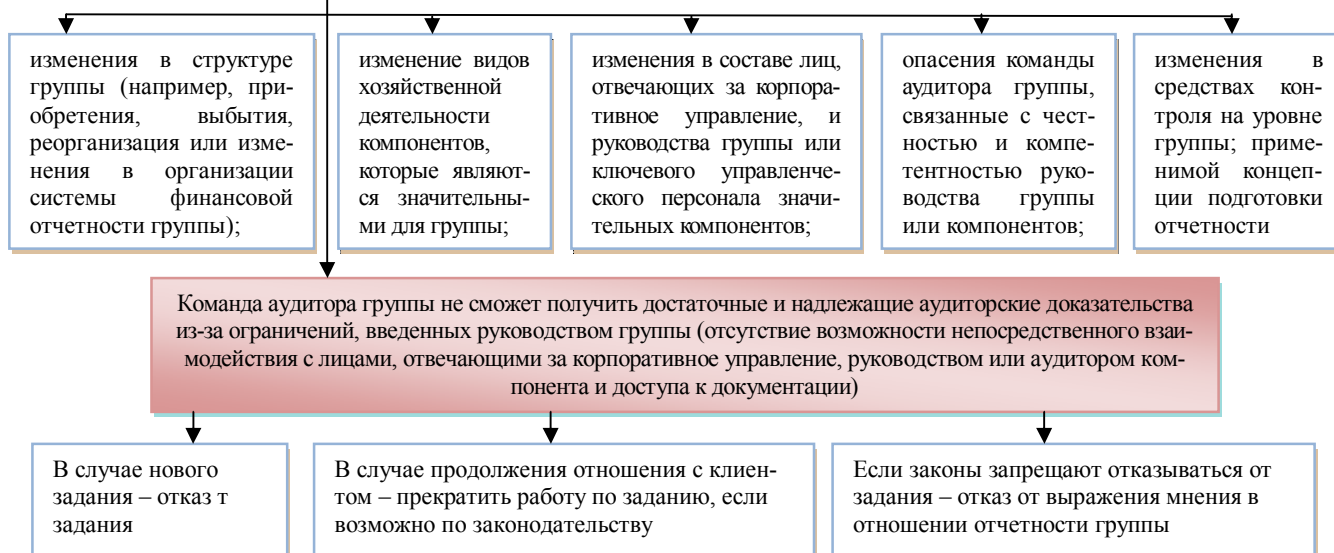 изменения в структуре
группы (например, при-
обретения, выбытия,
реорганизация или изме-
нения в организации
системы финансовой
отчетности группы);
изменение видов
хозяйственной
деятельности
компонентов,
которые являют-
ся значительны-
ми для группы;
изменения в составе лиц,
отвечающих за корпора-
тивное управление, и
руководства группы или
ключевого управленче-
ского персонала значи-
тельных компонентов;
опасения команды
аудитора группы,
связанные с чест-
ностью и компе-
тентностью руко-
водства группы
или компонентов;
изменения в
средствах кон-
троля на уровне
группы; приме-
нимой концеп-
ции подготовки
отчетности
Команда аудитора группы не сможет получить достаточные и надлежащие аудиторские доказательства
из-за ограничений, введенных руководством группы (отсутствие возможности непосредственного взаи-
модействия с лицами, отвечающими за корпоративное управление, руководством или аудитором ком-
понента и доступа к документации)
В случае нового
задания – отказ т
задания
В случае продолжения отношения с клиен-
том – прекратить работу по заданию, если
возможно по законодательству
Если законы запрещают отказываться от
задания – отказ от выражения мнения в
отношении отчетности группы